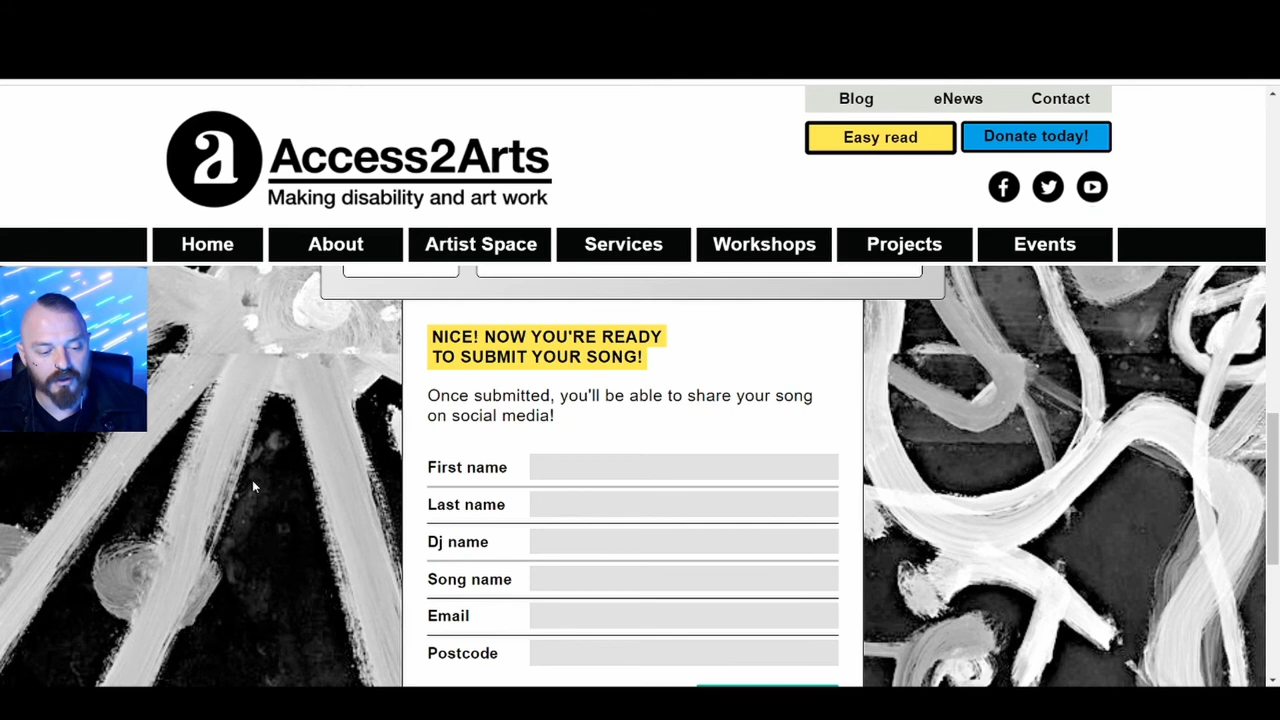 Blog eNews Contact
Easy read Donate today!
a Access2Arts
Making disability and art work
Home About Artist Space Services Workshops Projects Events
NICE! NOW YOU'RE READY
TO SUBMIT YOUR SONG!
Once submitted, you'll be able to share your song
on social media!
First name
Last name
Dj name
Song name
Email
Postcode